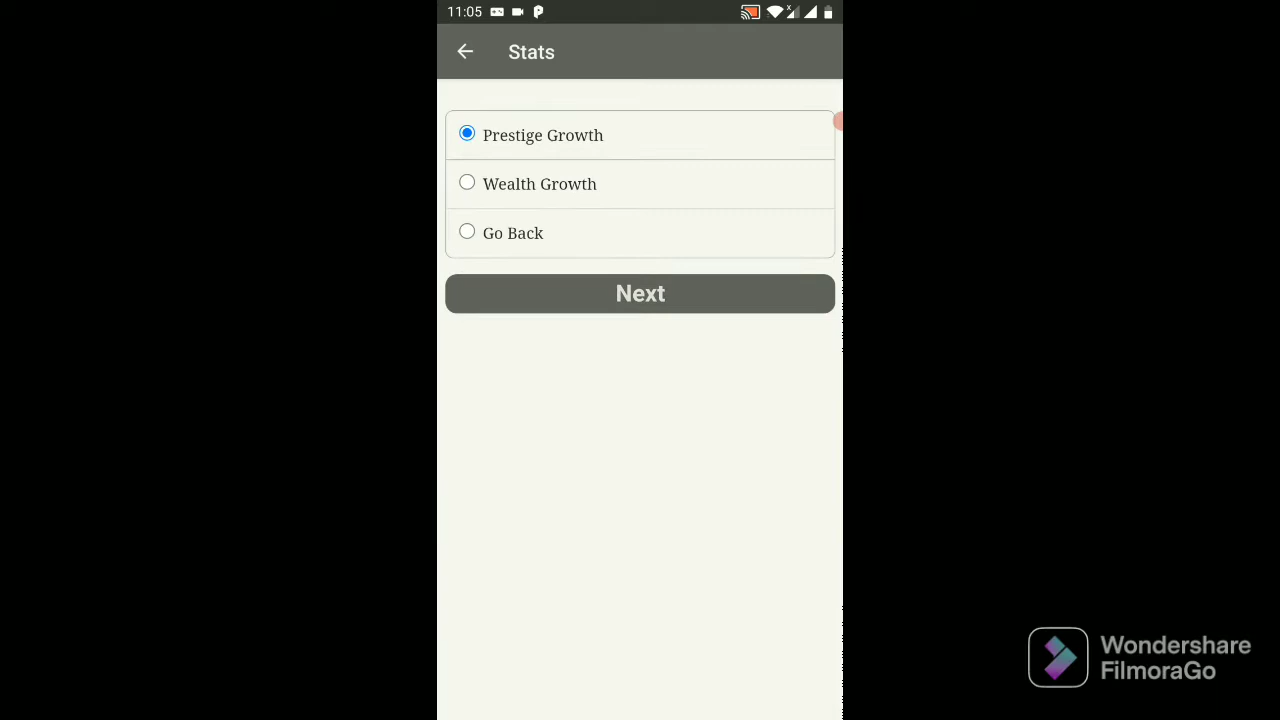 11:05
Stats
Prestige Growth
Wealth Growth
Go Back
Next
Wondershare
FilmoraGo